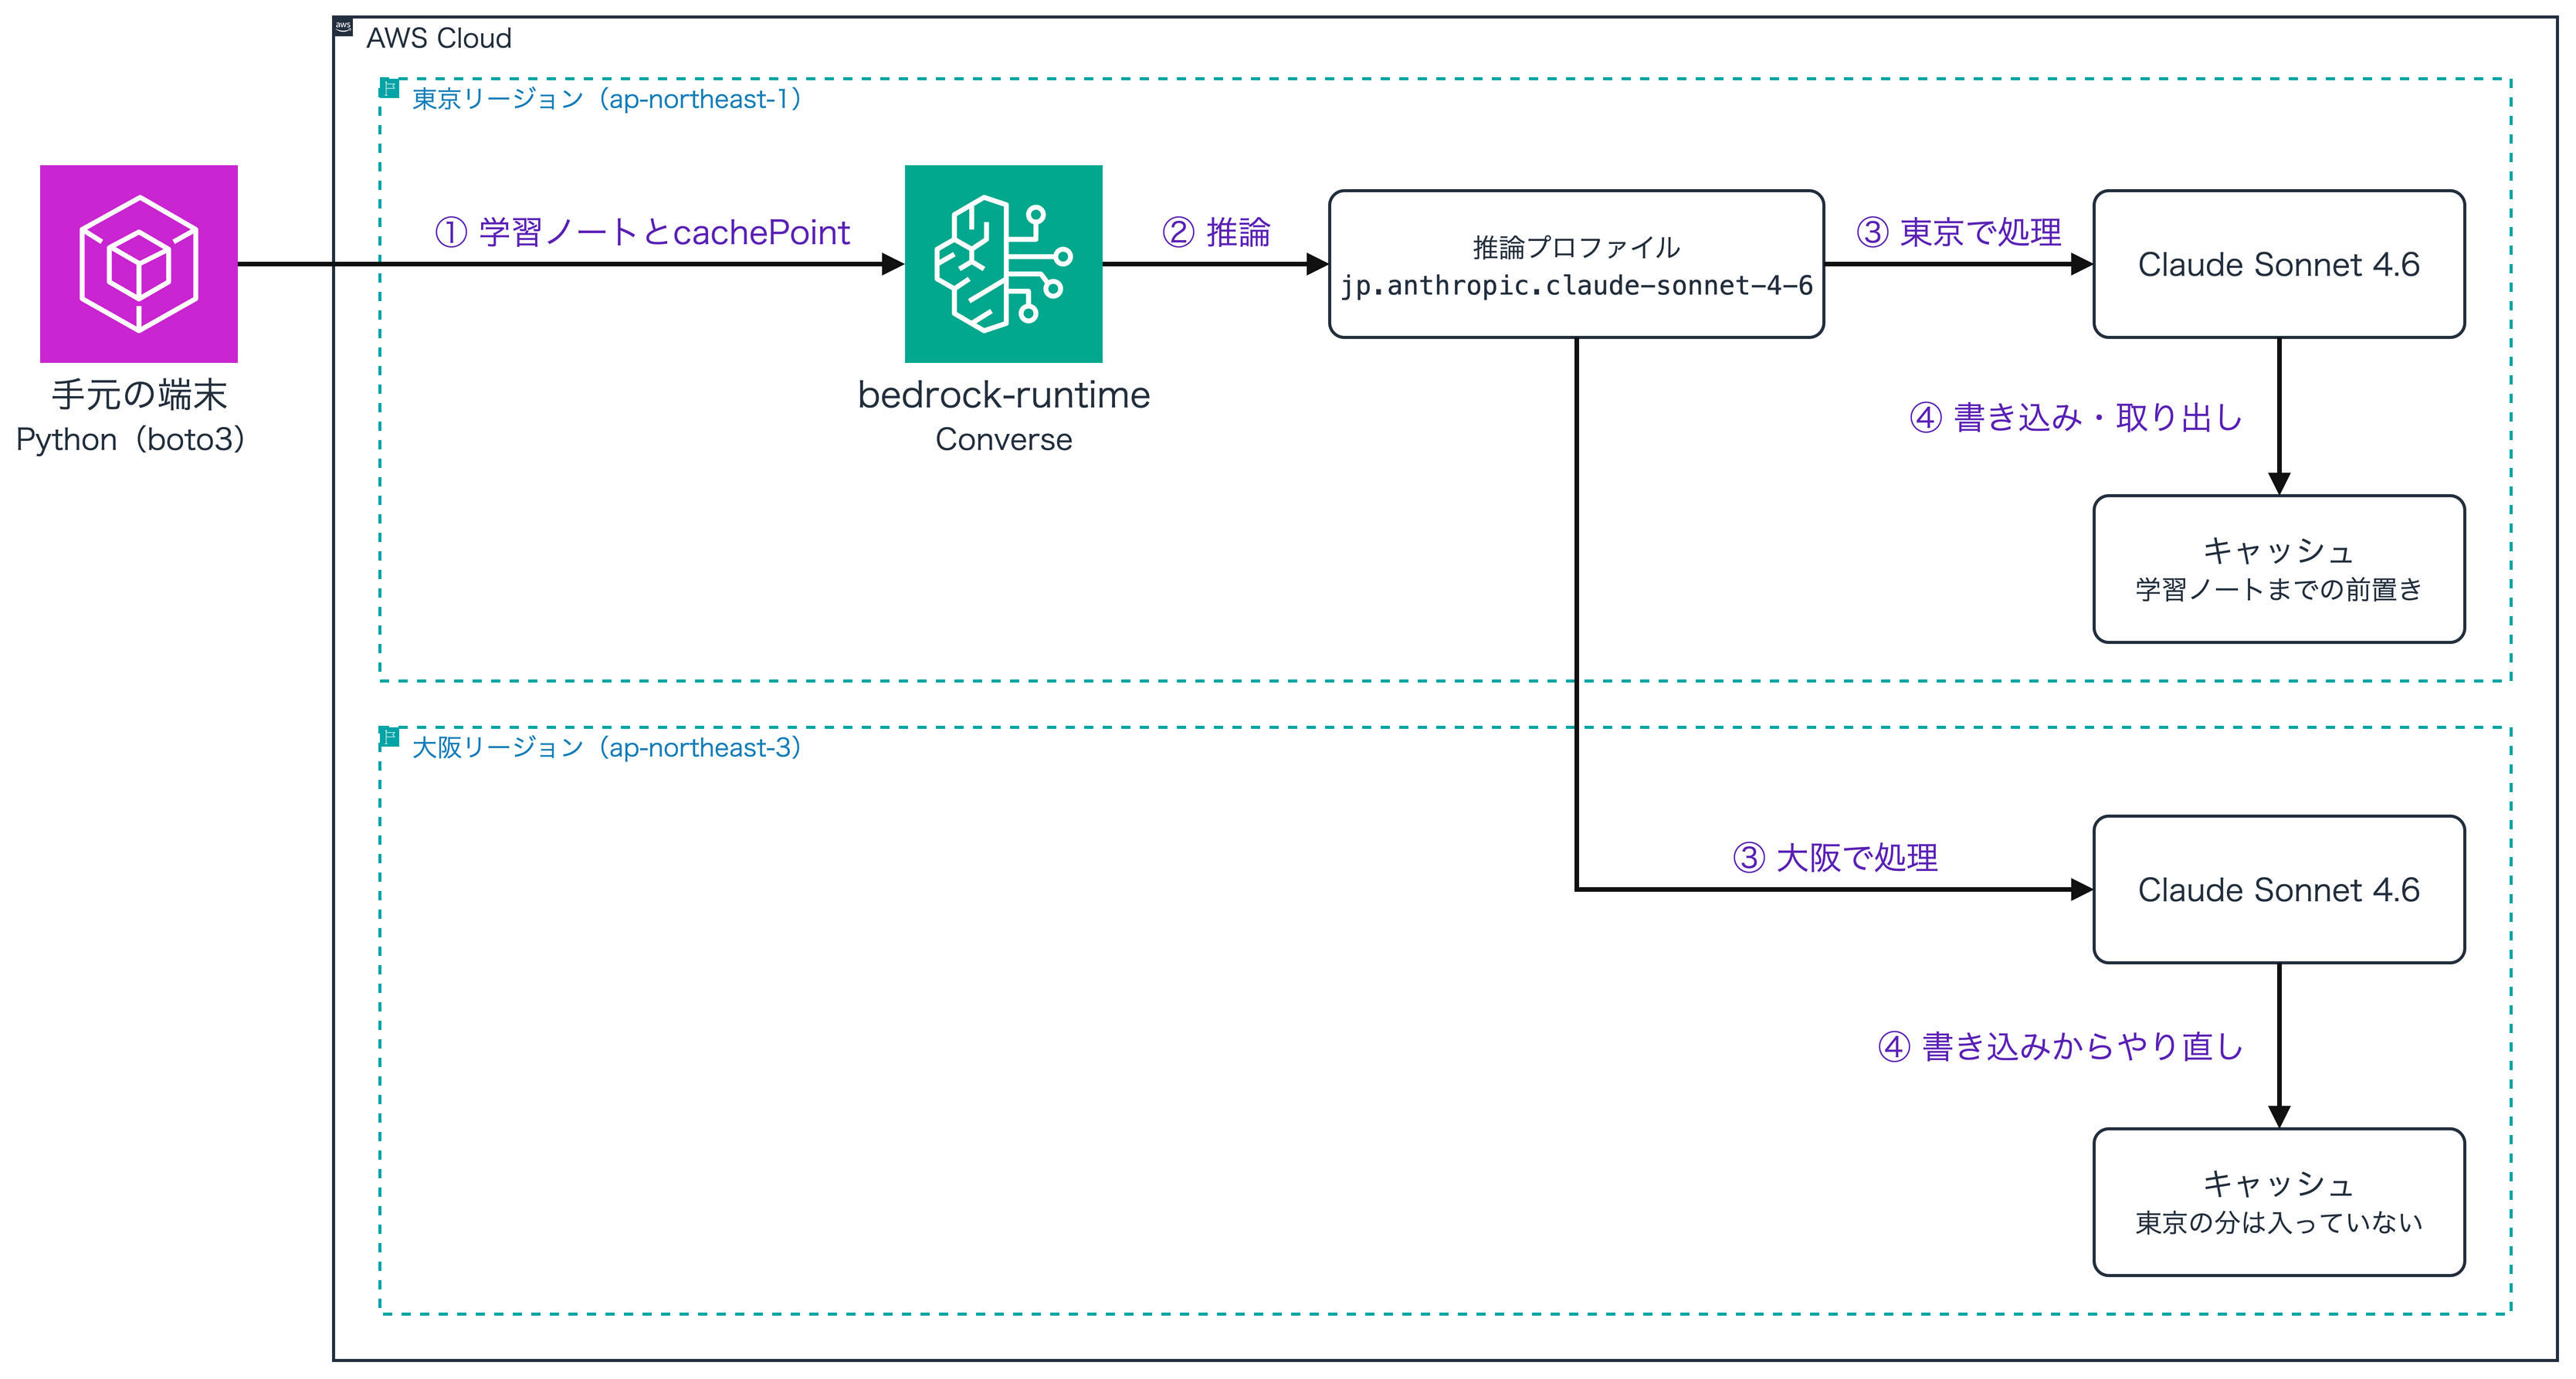 aws
AWS Cloud
東京リージョン（ap-northeast-1）
① 学習ノートとcachePoint
② 推論
推論プロファイル
jp.anthropic.claude-sonnet-4-6
③ 東京で処理
Claude Sonnet 4.6
手元の端末
Python（boto3）
bedrock-runtime
Converse
④ 書き込み・取り出し
キャッシュ
学習ノートまでの前置き
大阪リージョン（ap-northeast-3）
③ 大阪で処理
Claude Sonnet 4.6
④ 書き込みからやり直し
キャッシュ
東京の分は入っていない